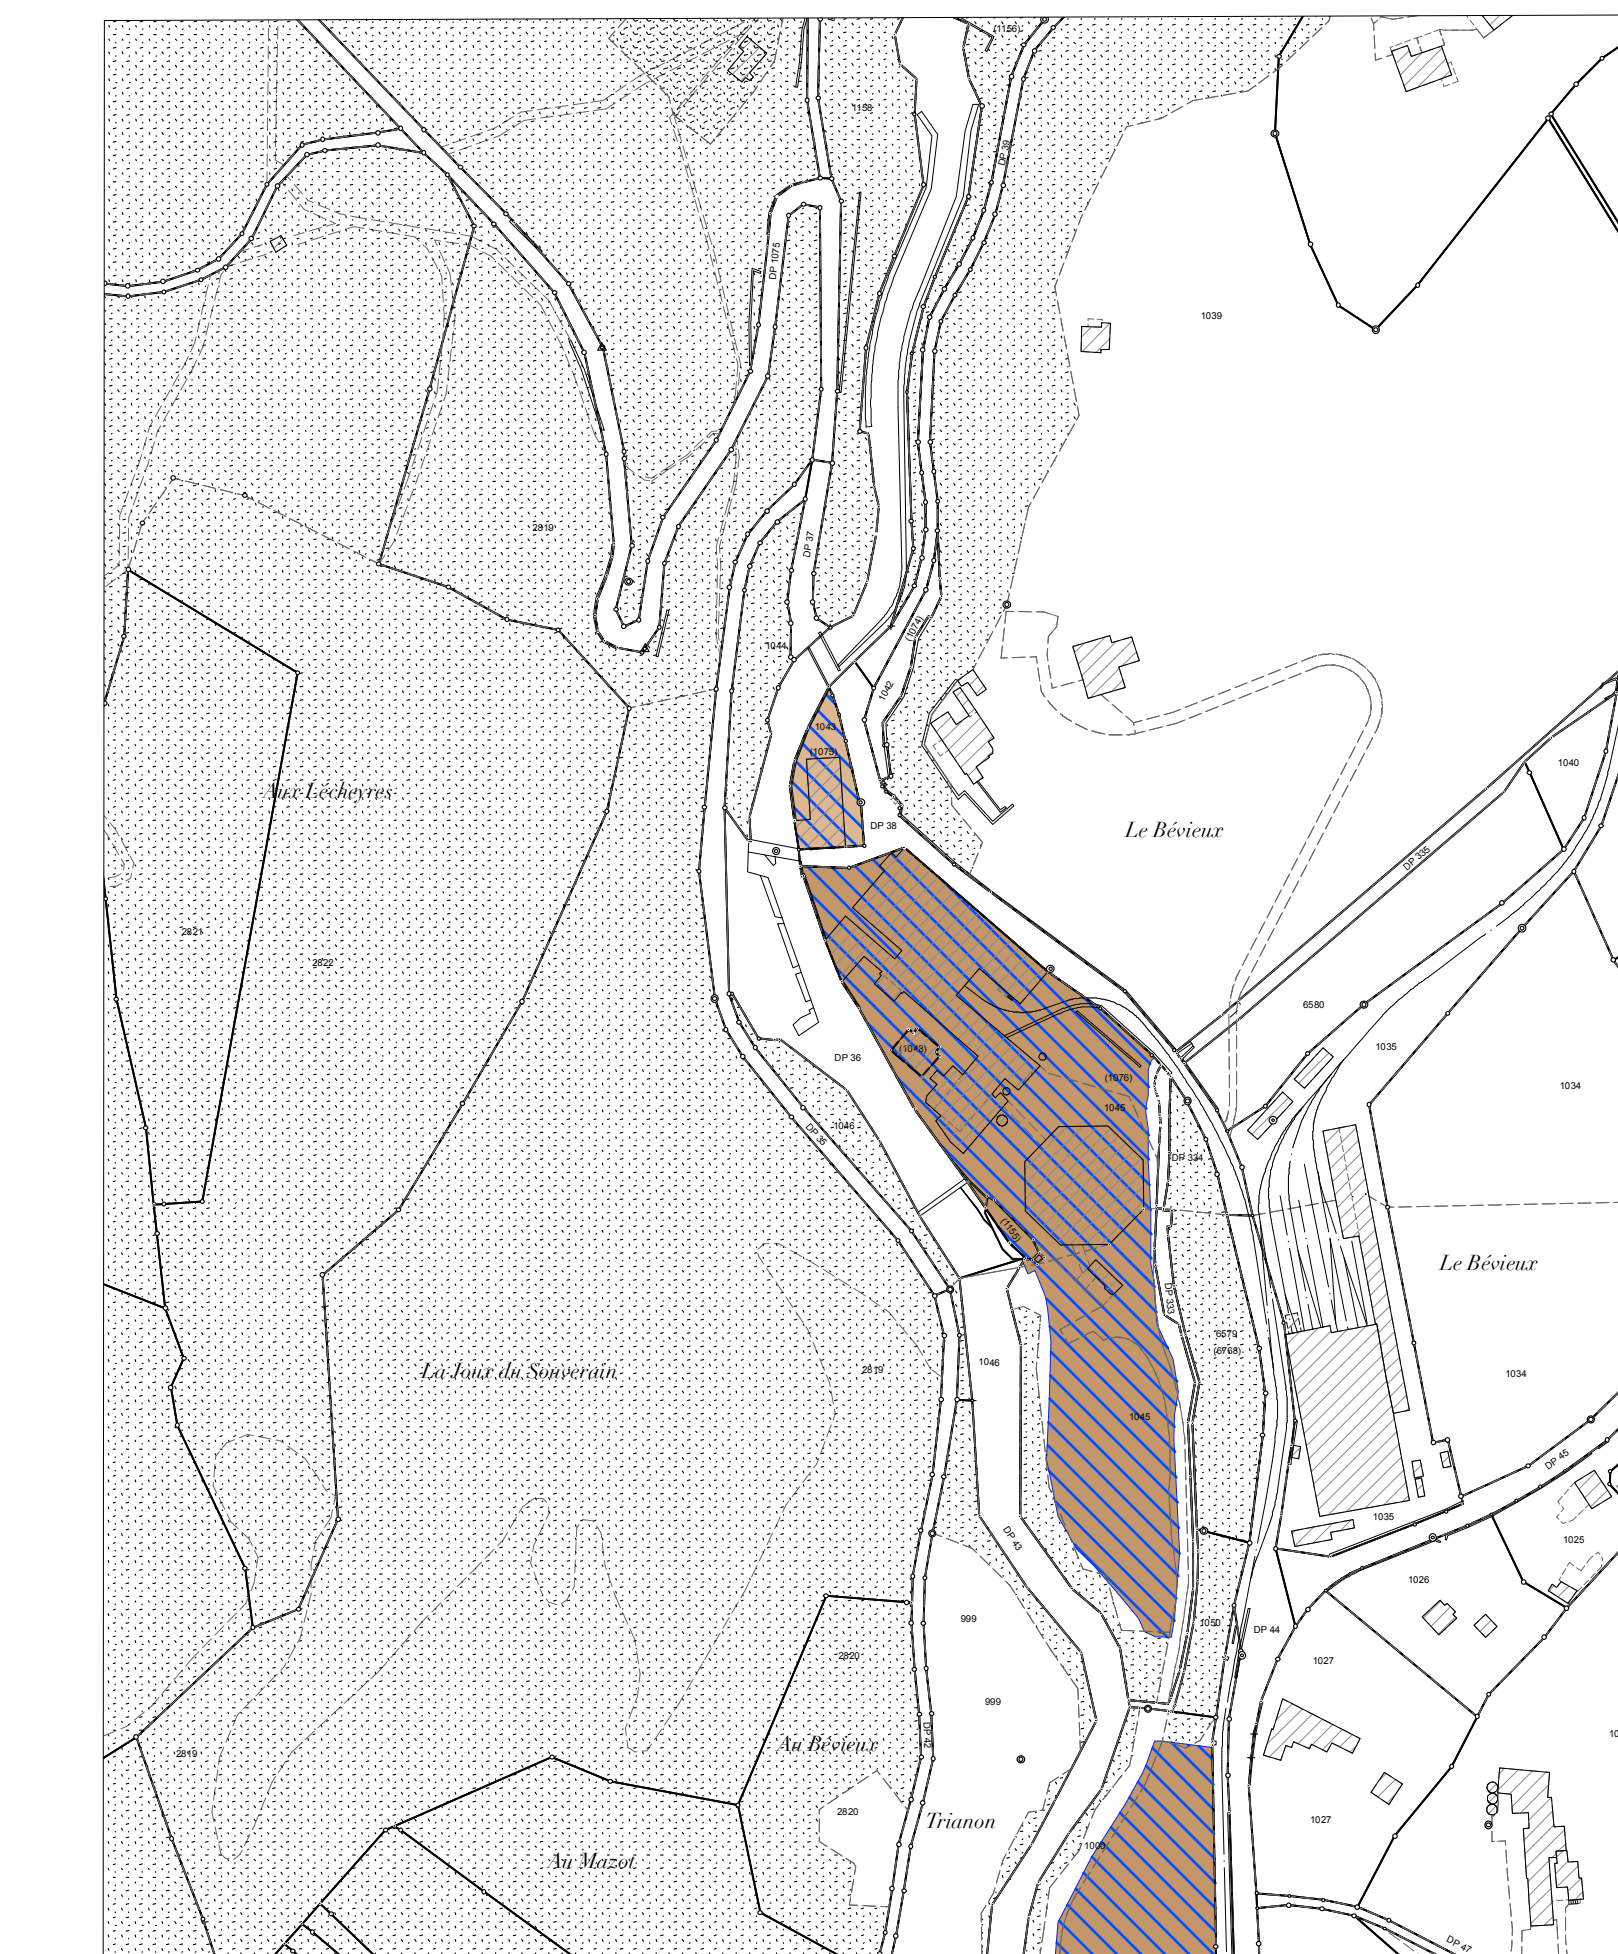 (1156)
1158
DP 39
DP 1075
1039
2819
DP 37
(1074)
1044
1042
1043
(1075)
1040
Aux Lécheyres
DP 38
Le Bévieux
DP 335
2821
2822
6580
(1048)
1035
DP 36
(1076)
1034
1045
DP 35
1046
DP 334
(1155)
Le Bévieux
DP 333
6579
(6768)
1046
La Joux du Souverain
2819
1034
1045
DP 45
1035
DP 43
1025
1026
999
1050
DP 44
2820
1027
999
DP 42
2819
Au Bévieux
2820
Trianon
1027
1000
Au Mazot
DP 47